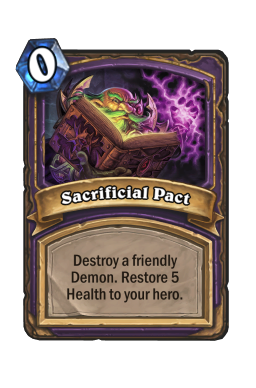 0
Sacrificial Pact
Destroy a friendly
Demon. Restore 5
Health to your hero.